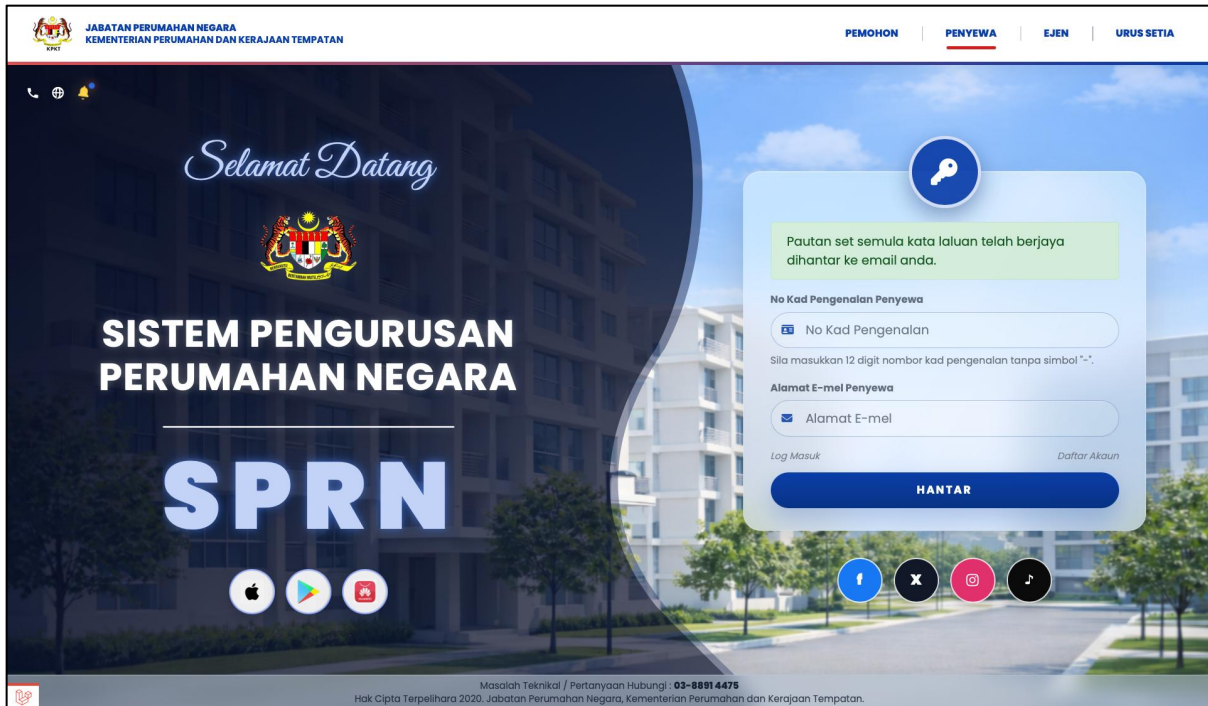 JABATAN PERUMAHAN NEGARA
KEMENTERIAN PERUMAHAN DAN KERAJAAN TEMPATAN
KPKT
PEMOHON
PENYEWA
EJEN
URUS SETIA
Selamat Datang
SISTEM PENGURUSAN
PERUMAHAN NEGARA
SPRN
Pautan set semula kata laluan telah berjaya
dihantar ke email anda.
No Kad Pengenalan Penyewa
No Kad Pengenalan
Sila masukkan 12 digit nombor kad pengenalan tanpa simbol "-".
Alamat E-mel Penyewa
Alamat E-mel
Log Masuk
Daftar Akaun
HANTAR
Masalah Teknikal / Pertanyaan Hubungi : 03-8891 4475
Hak Cipta Terpelihara 2020. Jabatan Perumahan Negara, Kementerian Perumahan dan Kerajaan Tempatan.